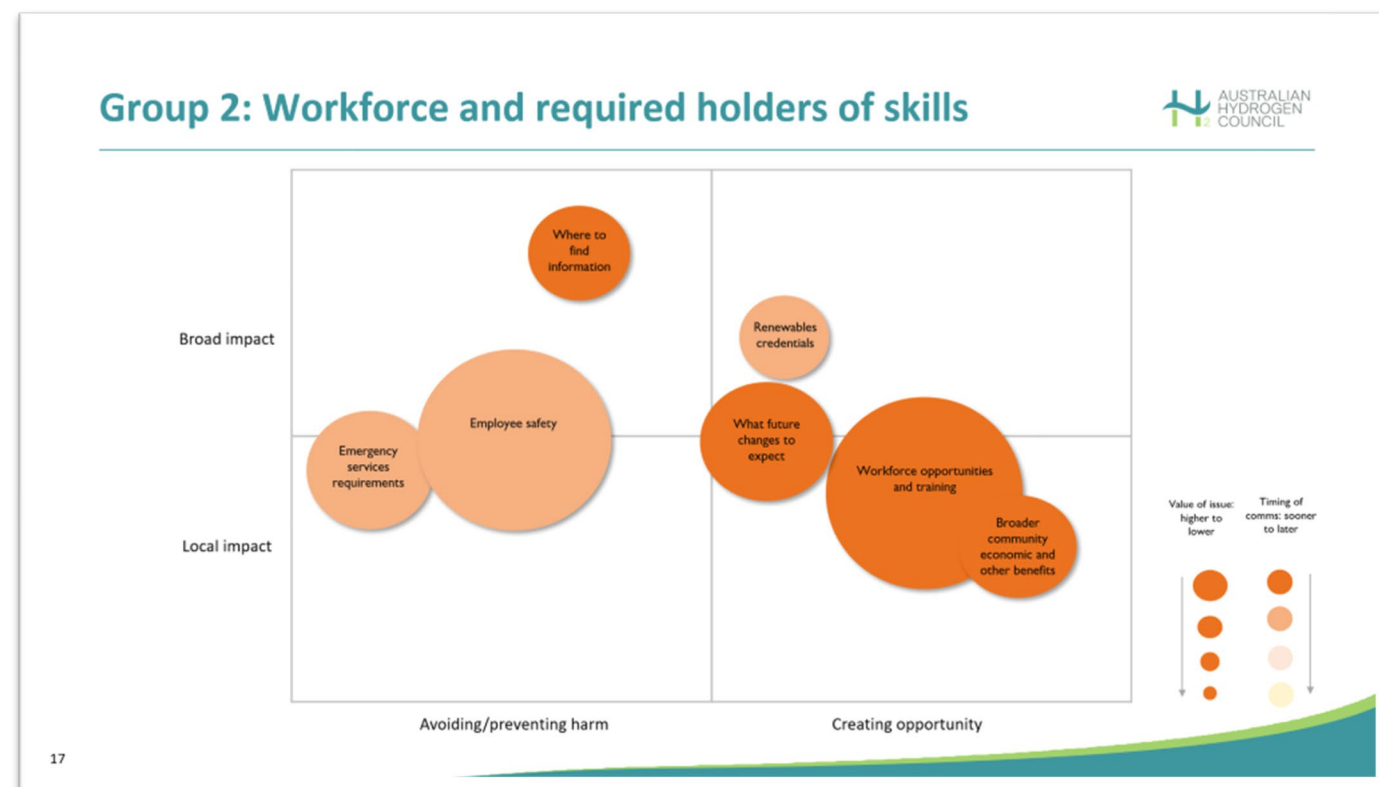 Group 2: Workforce and required holders of skills
AUSTRALIAN
HYDROGEN
COUNCIL
H2
Where to
find
information
Broad impact
Renewables
credentials
Employee safety
What future
changes to
expect
Emergency
services
requirements
Workforce opportunities
and training
Broader
community
economic and
other benefits
Local impact
Value of issue:
higher to
lower
Timing of
comms: sooner
to later
Avoiding/preventing harm
Creating opportunity
17